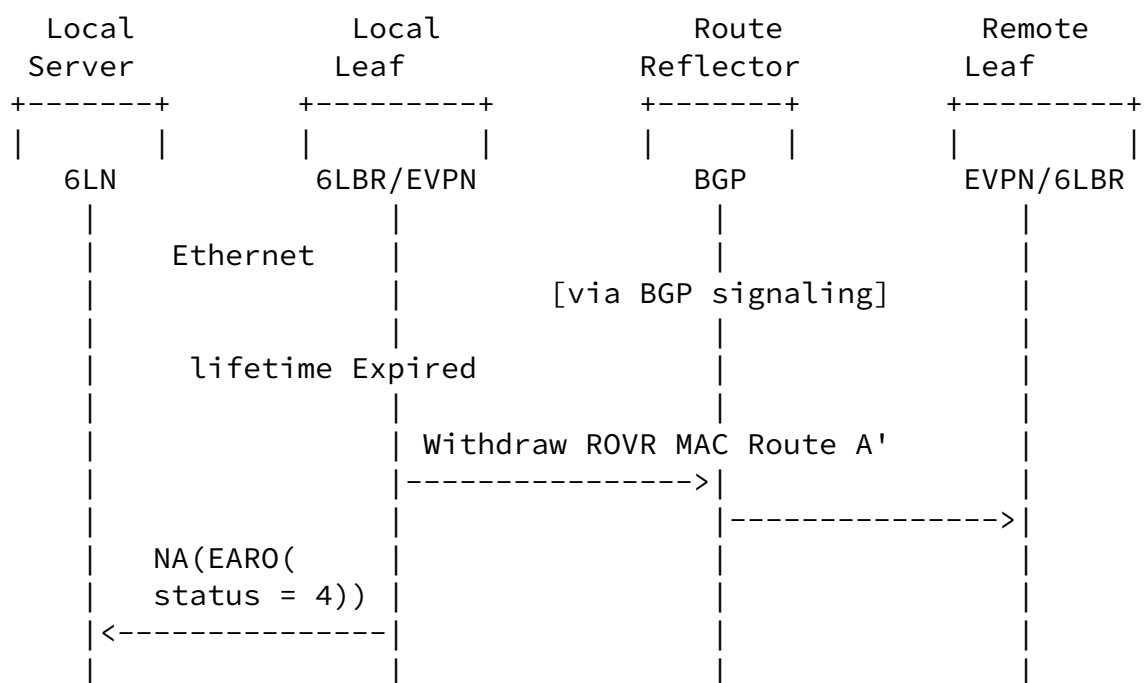 Local Local Route Remote
Server Leaf Reflector Leaf
6LN 6LBR/EVPN BGP EVPN/6LBR
Ethernet
[via BGP signaling]
lifetime Expired
Withdraw ROVR MAC Route A'
NA(EARO(
status = 4))